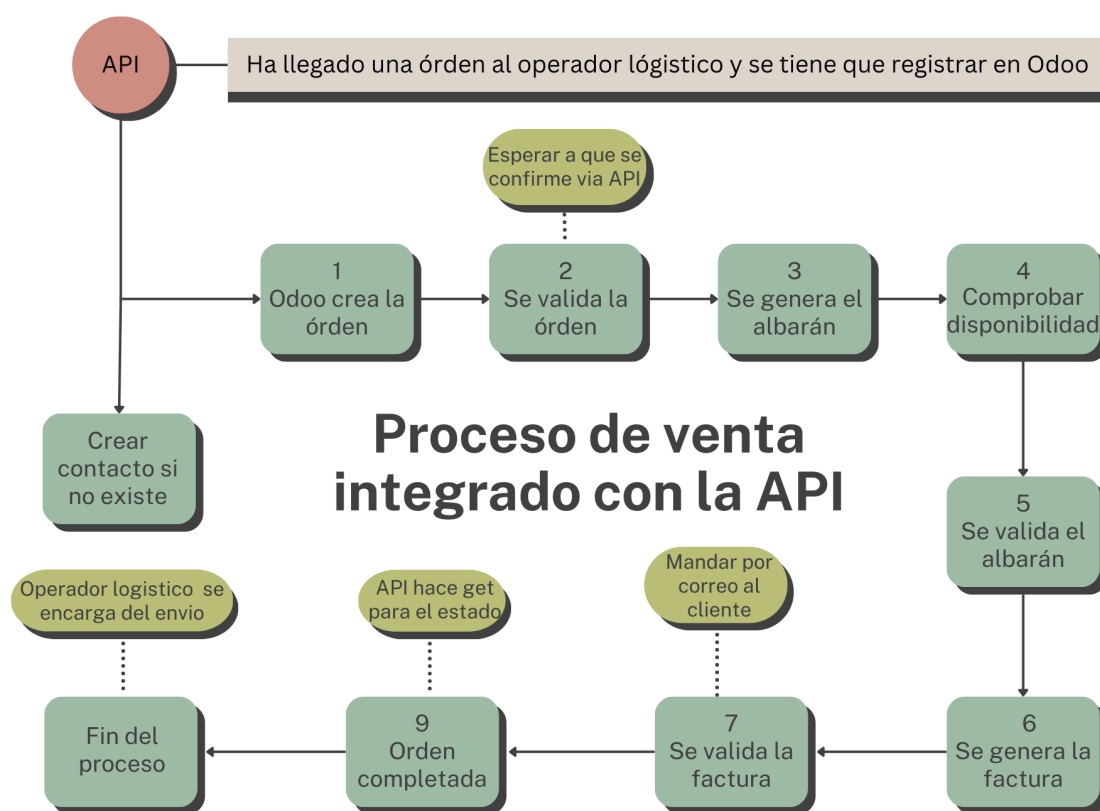 API
Ha llegado una órden al operador lógistico y se tiene que registrar en Odoo
Esperar a que se
confirme via API
1
Odoo crea la
órden
2
Se valida la
órden
3
Se genera el
albarán
4
Comprobar
disponibilidad
Crear
contacto si
no existe
Proceso de venta
integrado con la API
5
Se valida el
albarán
Operador logistico se
encarga del envio
API hace get
para el estado
Mandar por
correo al
cliente
Fin del
proceso
9
Orden
completada
7
Se valida la
factura
6
Se genera la
factura